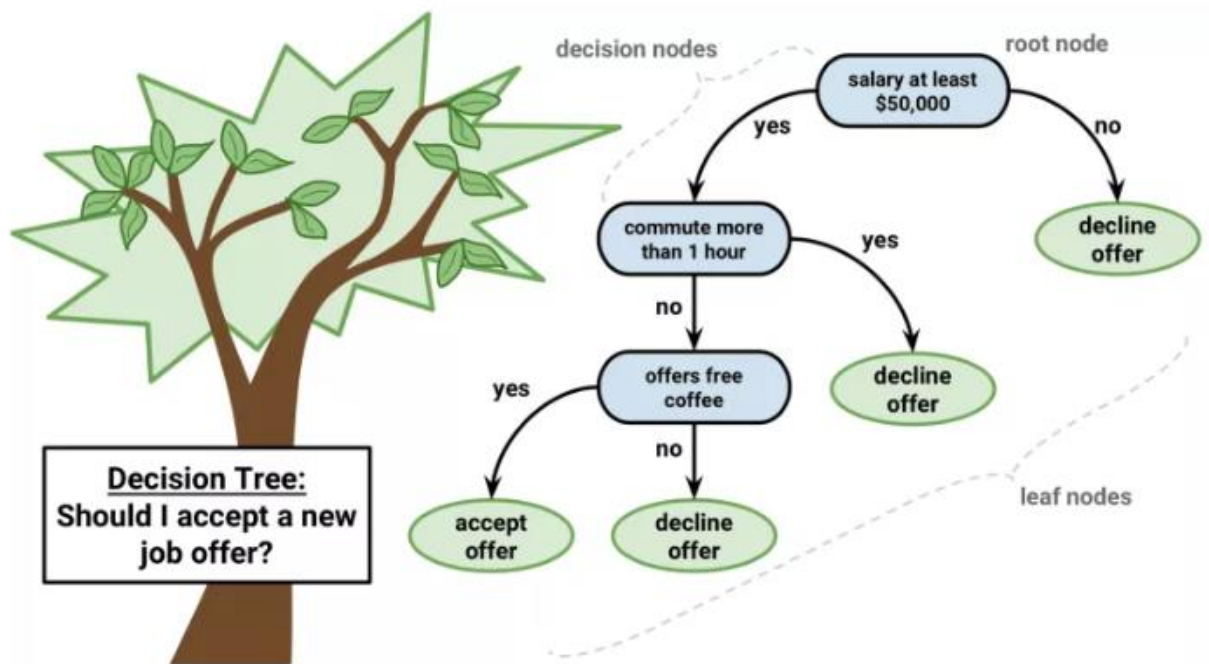 decision nodes
root node
salary at least
$50,000
yes
no
decline
offer
commute more
than 1 hour
yes
no
decline
offer
offers free
coffee
yes
no
accept
offer
decline
offer
leaf nodes
Decision Tree:
Should I accept a new
job offer?